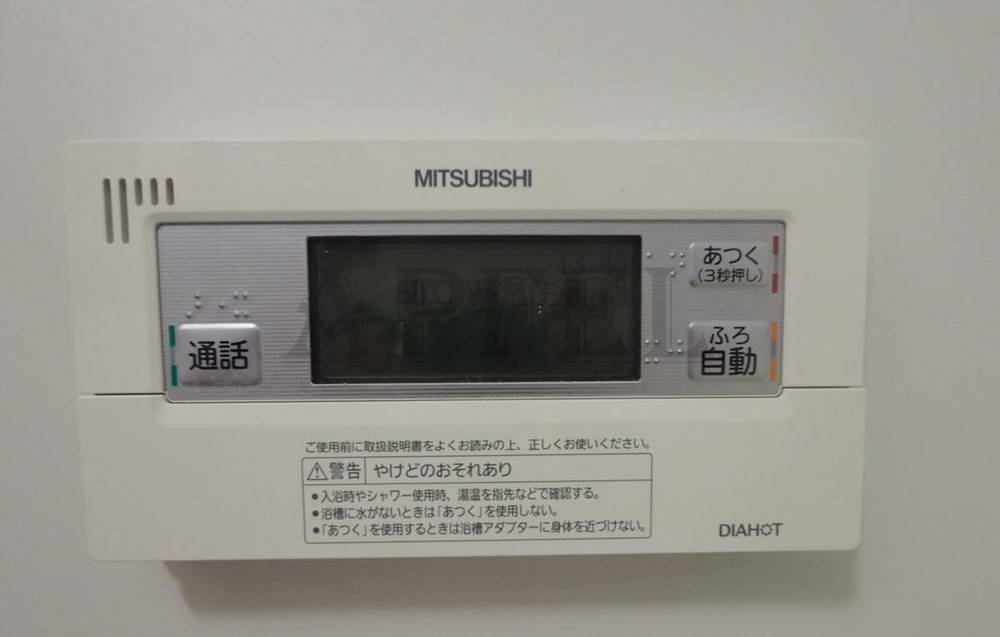 MITSUBISHI
あつく
(3秒押し)
APFEL
通話
ふろ
自動
ご使用前に取扱説明書をよくお読みの上、正しくお使いください。
⚠警告 やけどのおそれあり
●入浴時やシャワー使用時、湯温を指先などで確認する。
●浴槽に水がないときは「あつく」を使用しない。
●「あつく」を使用するときは浴槽アダプターに身体を近づけない。
DIAHOT